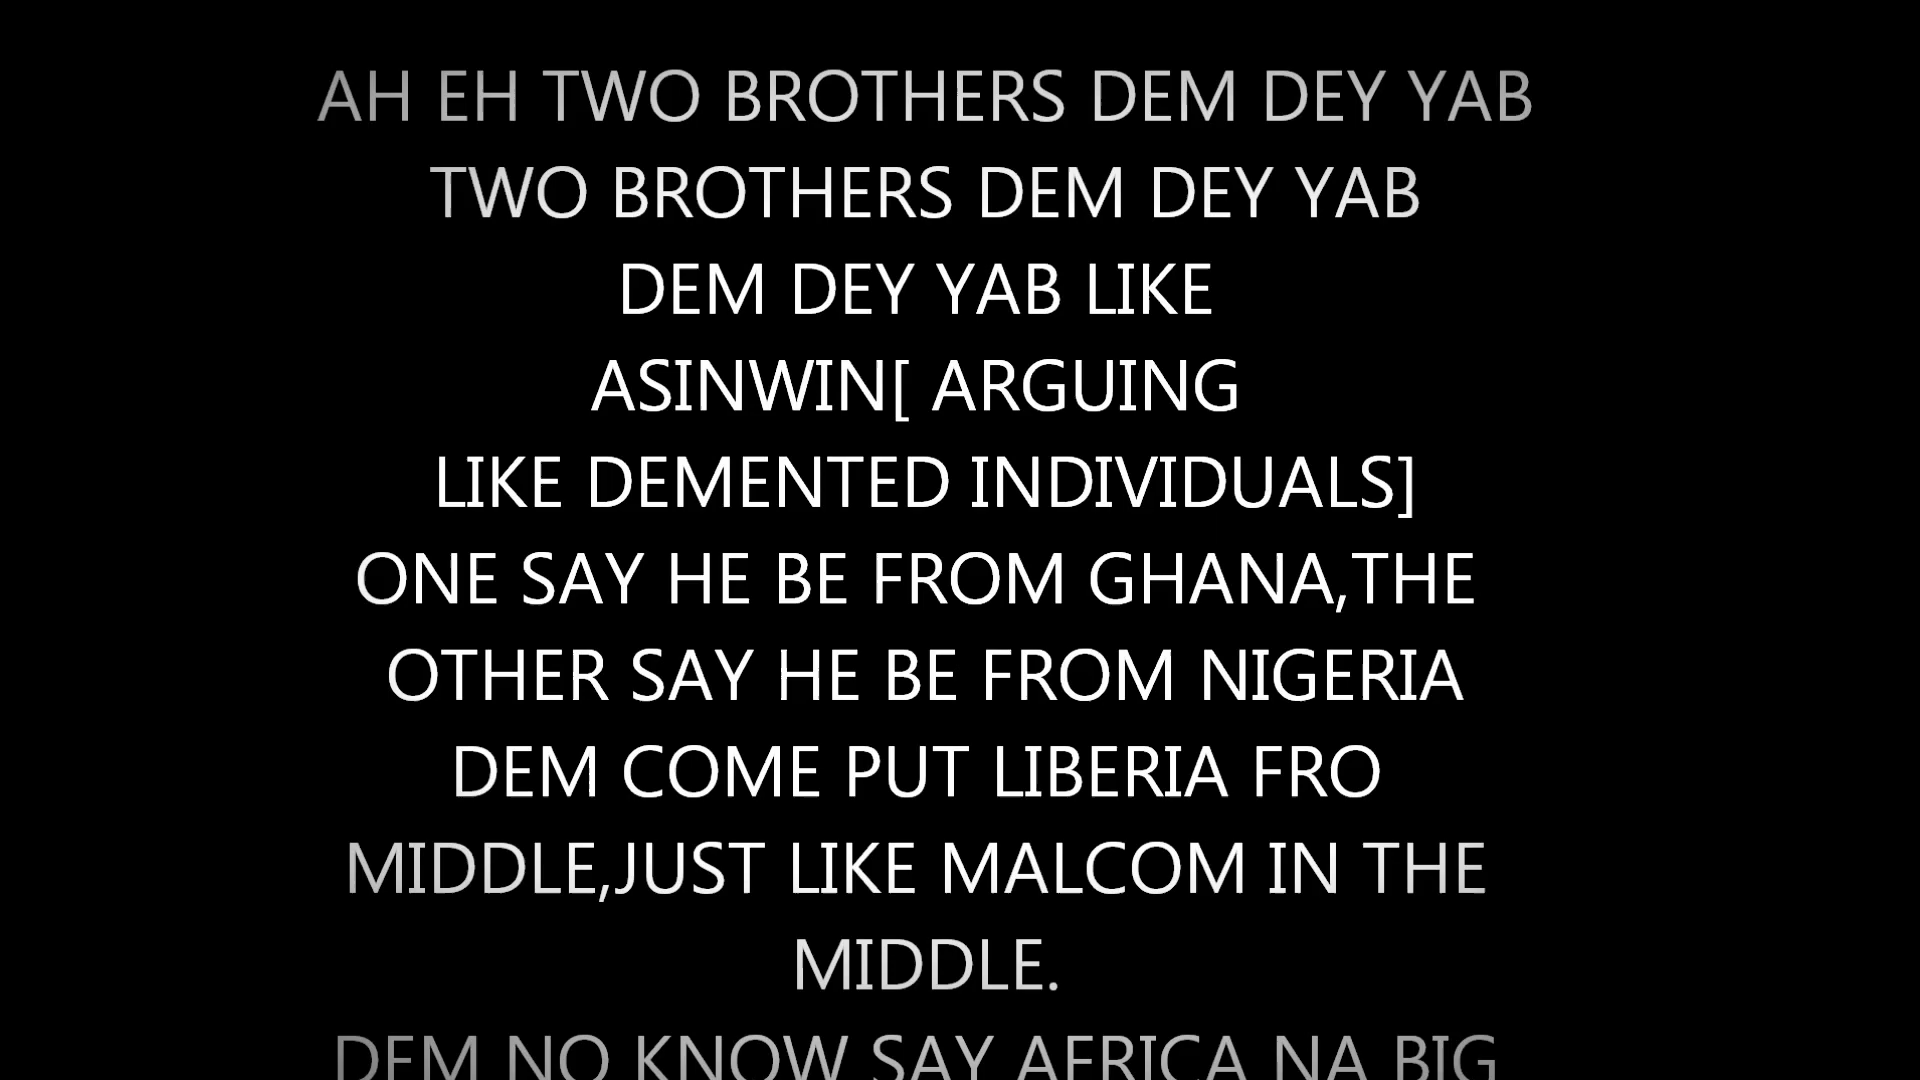 AH EH TWO BROTHERS DEM DEY YAB
TWO BROTHERS DEM DEY YAB
DEM DEY YAB LIKE
ASINWIN[ ARGUING
LIKE DEMENTED INDIVIDUALS]
ONE SAY HE BE FROM GHANA,THE
OTHER SAY HE BE FROM NIGERIA
DEM COME PUT LIBERIA FRO
MIDDLE,JUST LIKE MALCOM IN THE
MIDDLE.
DEM NO KNOW SAY AFRICA NA BIG